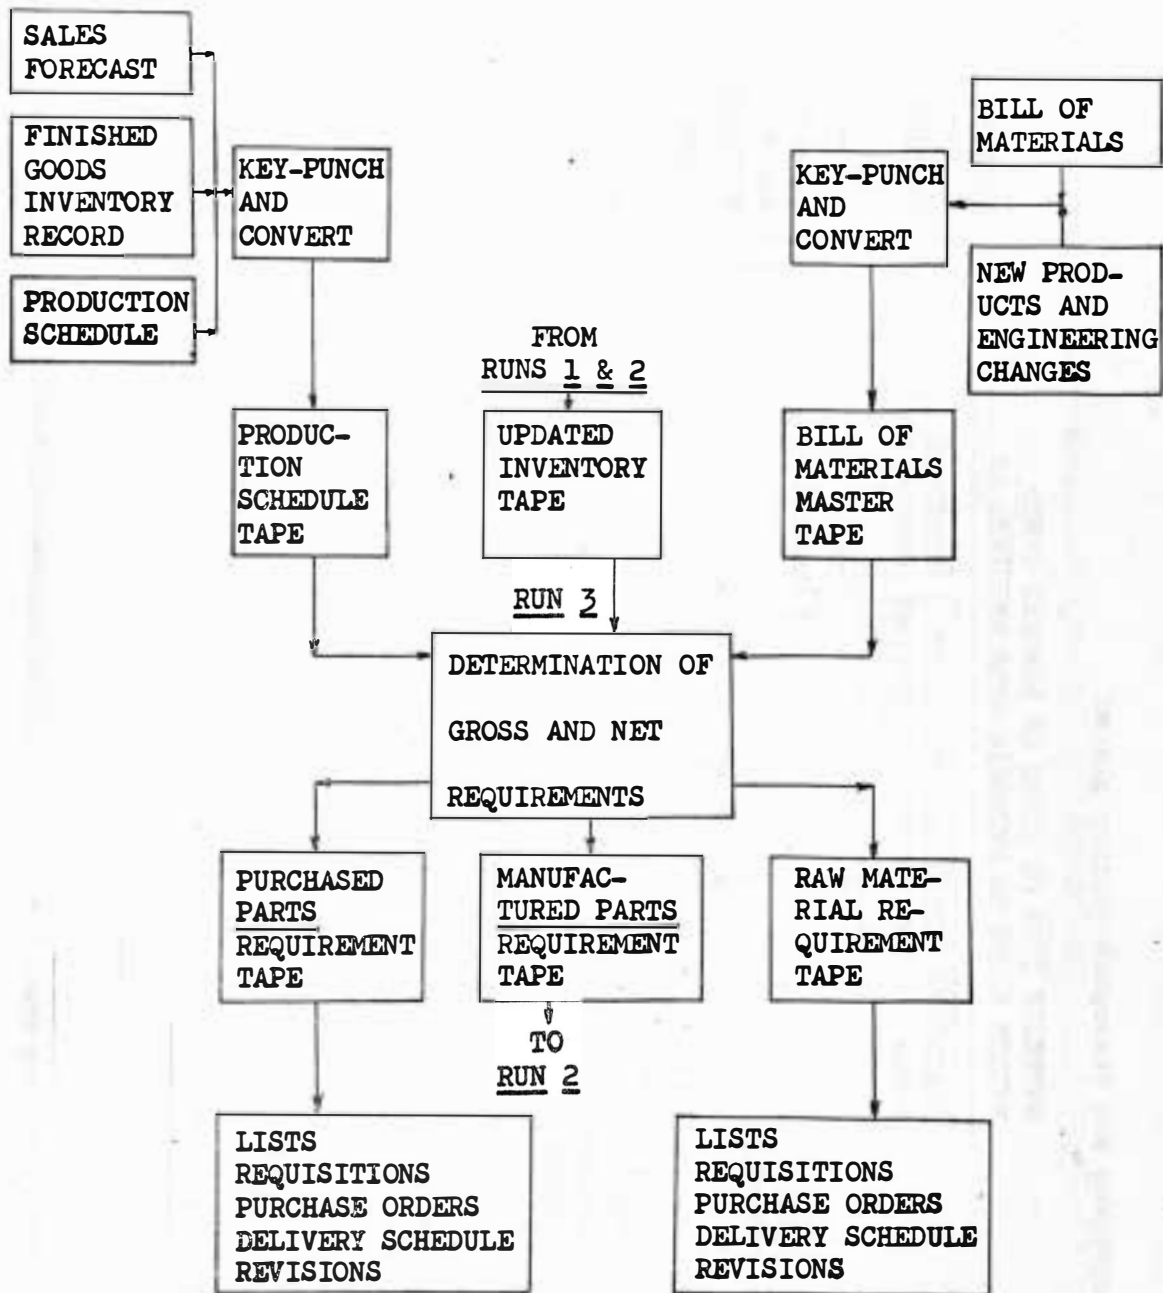 SALES
FORECAST
FINISHED
GOODS
INVENTORY
RECORD
PRODUCTION
SCHEDULE
KEY-PUNCH
AND
CONVERT
BILL OF
MATERIALS
KEY-PUNCH
AND
CONVERT
NEW PROD-
UCTS AND
ENGINEERING
CHANGES
FROM
RUNS 1 & 2
PRODUC-
TION
SCHEDULE
TAPE
UPDATED
INVENTORY
TAPE
BILL OF
MATERIALS
MASTER
TAPE
RUN 3
DETERMINATION OF
GROSS AND NET
REQUIREMENTS
PURCHASED
PARTS
REQUIREMENT
TAPE
MANUFAC-
TURED PARTS
REQUIREMENT
TAPE
RAW MATE-
RIAL RE-
QUIREMENT
TAPE
TO
RUN 2
LISTS
REQUISITIONS
PURCHASE ORDERS
DELIVERY SCHEDULE
REVISIONS
LISTS
REQUISITIONS
PURCHASE ORDERS
DELIVERY SCHEDULE
REVISIONS